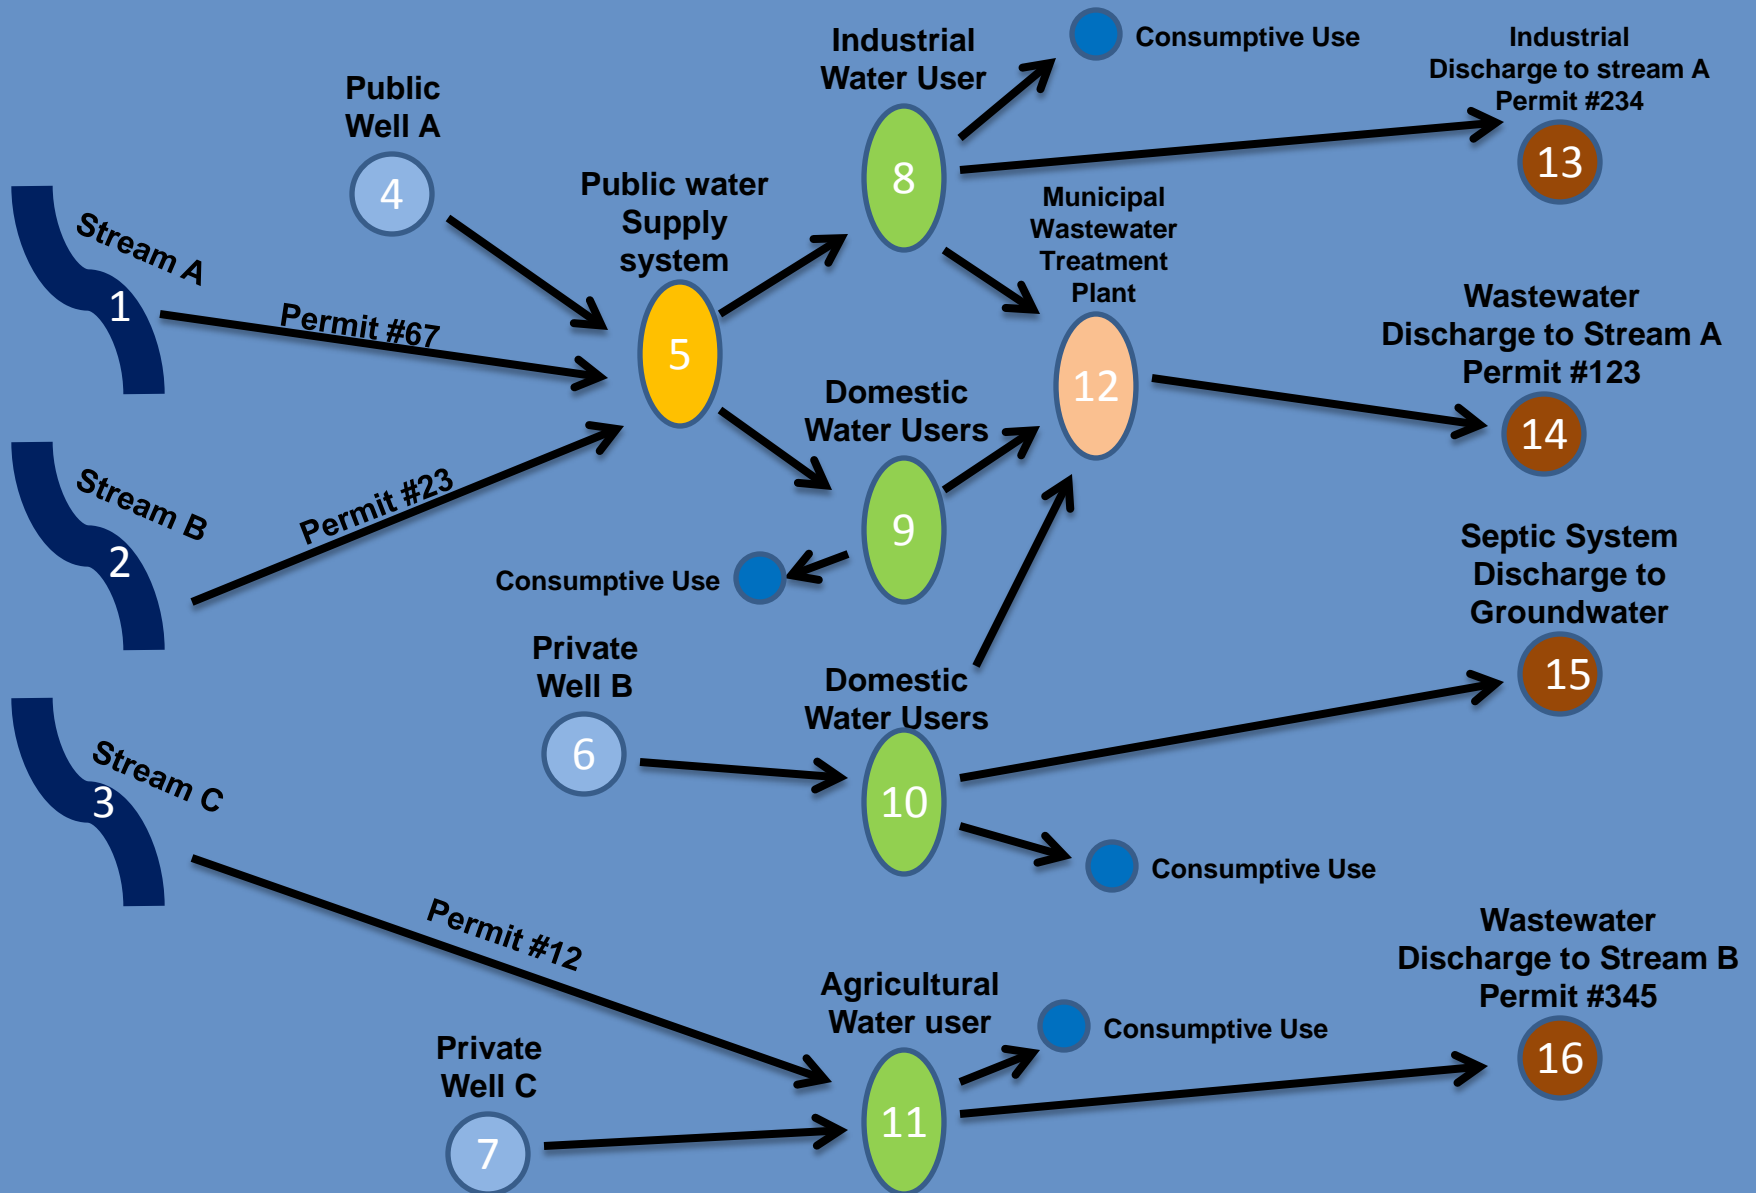 Industrial
Water User
Consumptive Use
Industrial
Discharge to stream A
Permit #234
13
Public
Well A
4
8
Public water
Supply
system
5
Municipal
Wastewater
Treatment
Plant
12
Stream A
1
Permit #67
Wastewater
Discharge to Stream A
Permit #123
14
Domestic
Water Users
9
Stream B
2
Permit #23
Consumptive Use
Septic System
Discharge to
Groundwater
15
Private
Well B
6
Domestic
Water Users
10
Stream C
3
Consumptive Use
Permit #12
Wastewater
Discharge to Stream B
Permit #345
16
Agricultural
Water user
11
Consumptive Use
Private
Well C
7